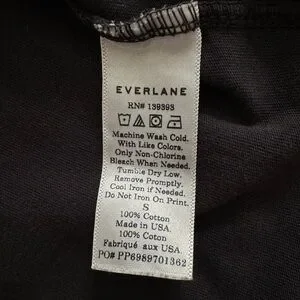 EVERLANE
RN# 139393
Machine Wash Cold.
With Like Colors.
Only Non-Chlorine
Bleach When Needed.
Tumble Dry Low.
Remove Promptly.
Cool Iron if Needed.
Do Not Iron On Print.
S
100% Cotton
Made in USA.
100% Coton
Fabriqué aux USA.
PO# PP6989701362